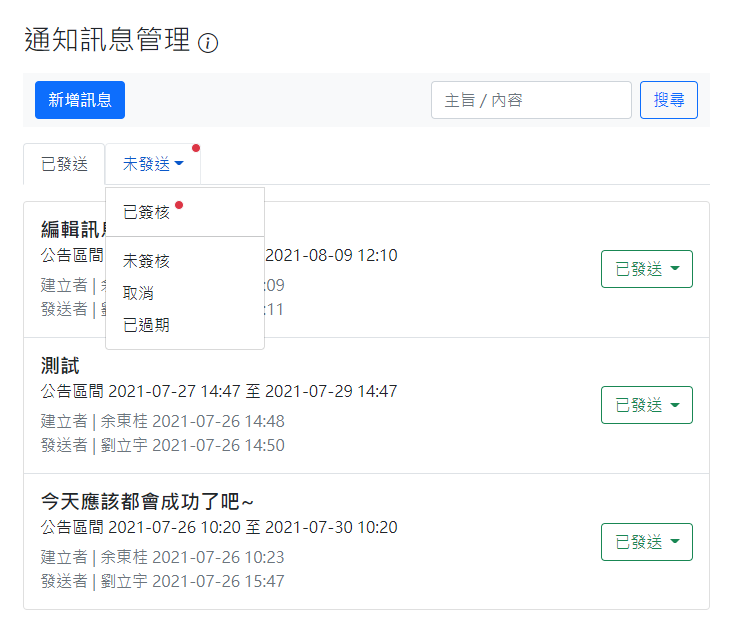 通知訊息管理
新增訊息
主旨 / 內容
搜尋
已發送
未發送
已簽核
未簽核
取消
已過期
編輯訊
公告區間 2021-08-09 12:10
建立者 | :09
發送者 | :11
已發送
測試
公告區間 2021-07-27 14:47 至 2021-07-29 14:47
建立者 | 余東桂 2021-07-26 14:48
發送者 | 劉立宇 2021-07-26 14:50
已發送
今天應該都會成功了吧~
公告區間 2021-07-26 10:20 至 2021-07-30 10:20
建立者 | 余東桂 2021-07-26 10:23
發送者 | 劉立宇 2021-07-26 15:47
已發送